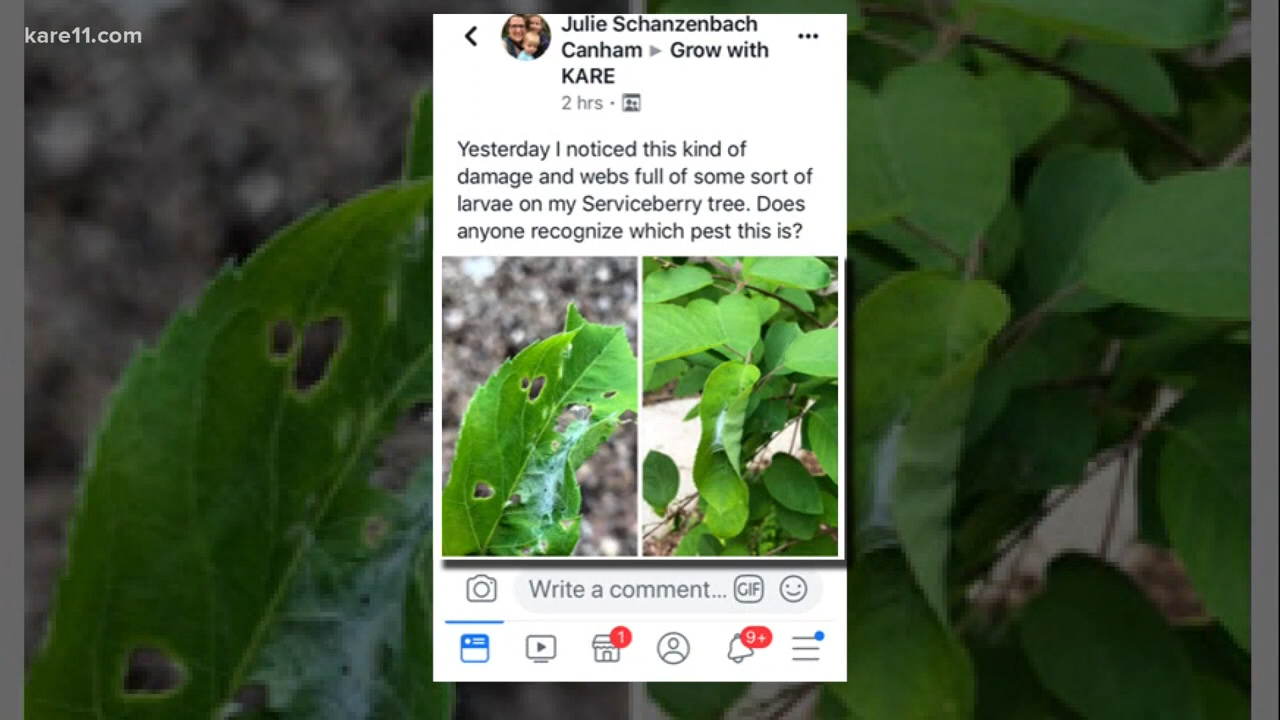 kare11.com
Julie Schanzenbach
Canham ▸ Grow with
KARE
2 hrs ·
Yesterday I noticed this kind of
damage and webs full of some sort of
larvae on my Serviceberry tree. Does
anyone recognize which pest this is?
Write a comment... GIF
1
9+